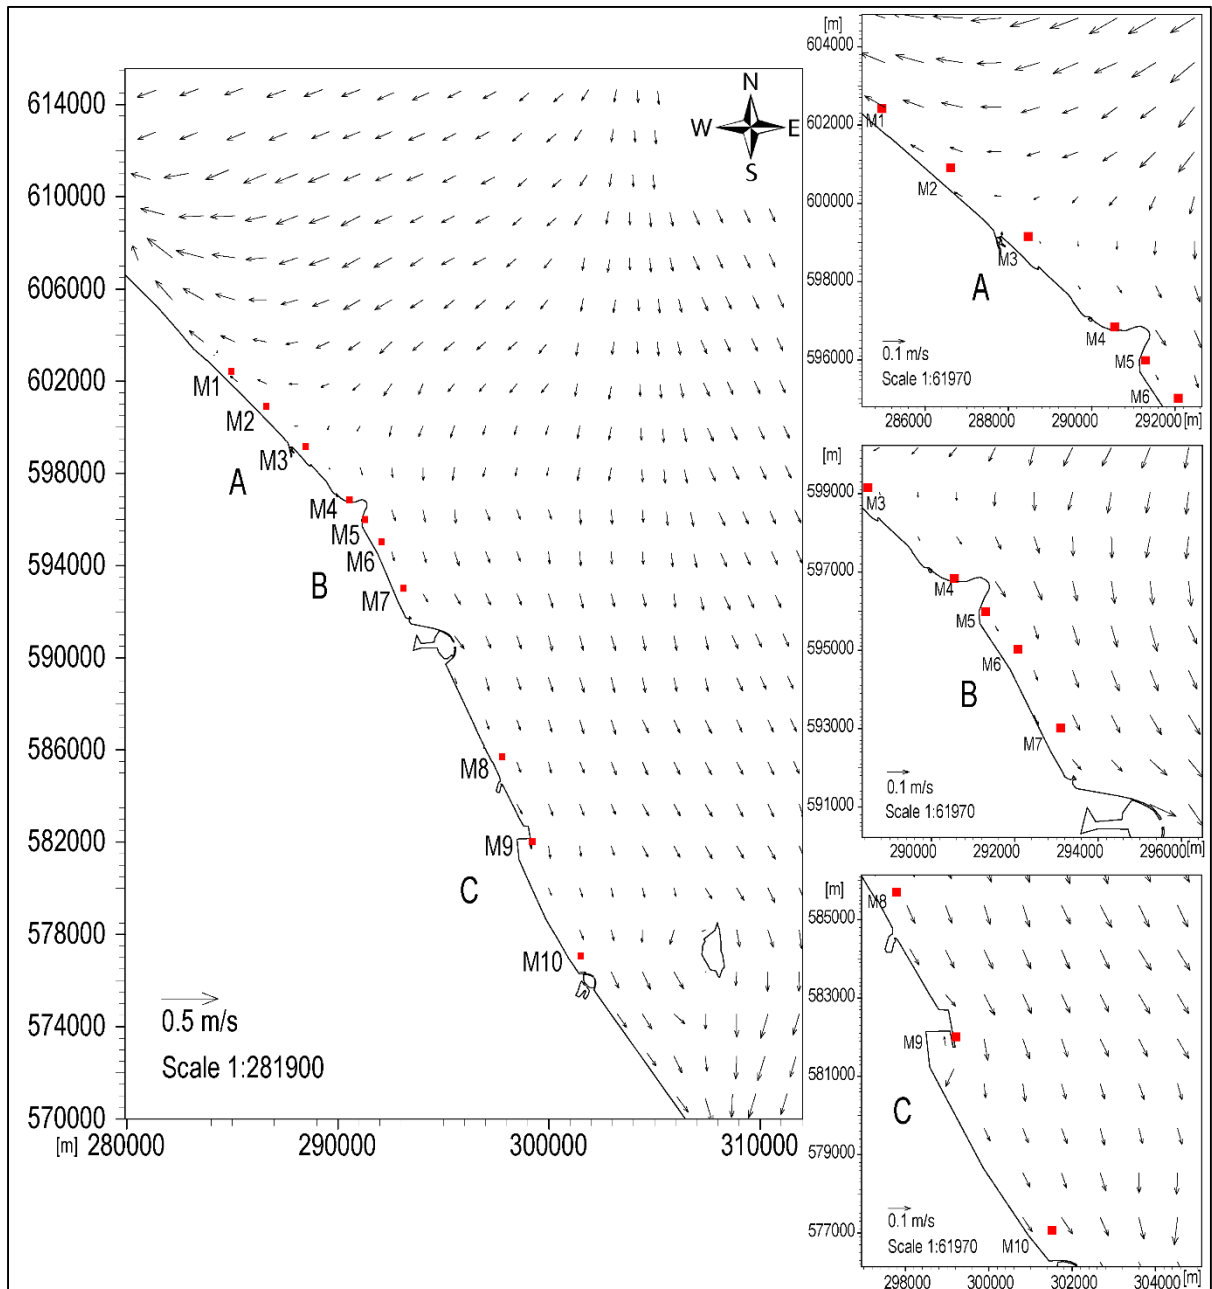 N
W E
S
614000
610000
606000
602000
598000
594000
590000
586000
582000
578000
574000
570000
[m] 280000 290000 300000 310000
M1
M2
M3
A
M4
M5
M6
B
M7
M8
M9
C
M10
0.5 m/s
Scale 1:281900
[m]
604000
602000
600000
598000
596000
M1
M2
M3
A
M4
M5
M6
0.1 m/s
Scale 1:61970
286000 288000 290000 292000 [m]
[m]
599000
597000
595000
593000
591000
M3
M4
M5
M6
B
M7
0.1 m/s
Scale 1:61970
290000 292000 294000 296000 [m]
[m]
585000
583000
581000
579000
577000
M8
M9
C
M10
0.1 m/s
Scale 1:61970
298000 300000 302000 304000 [m]